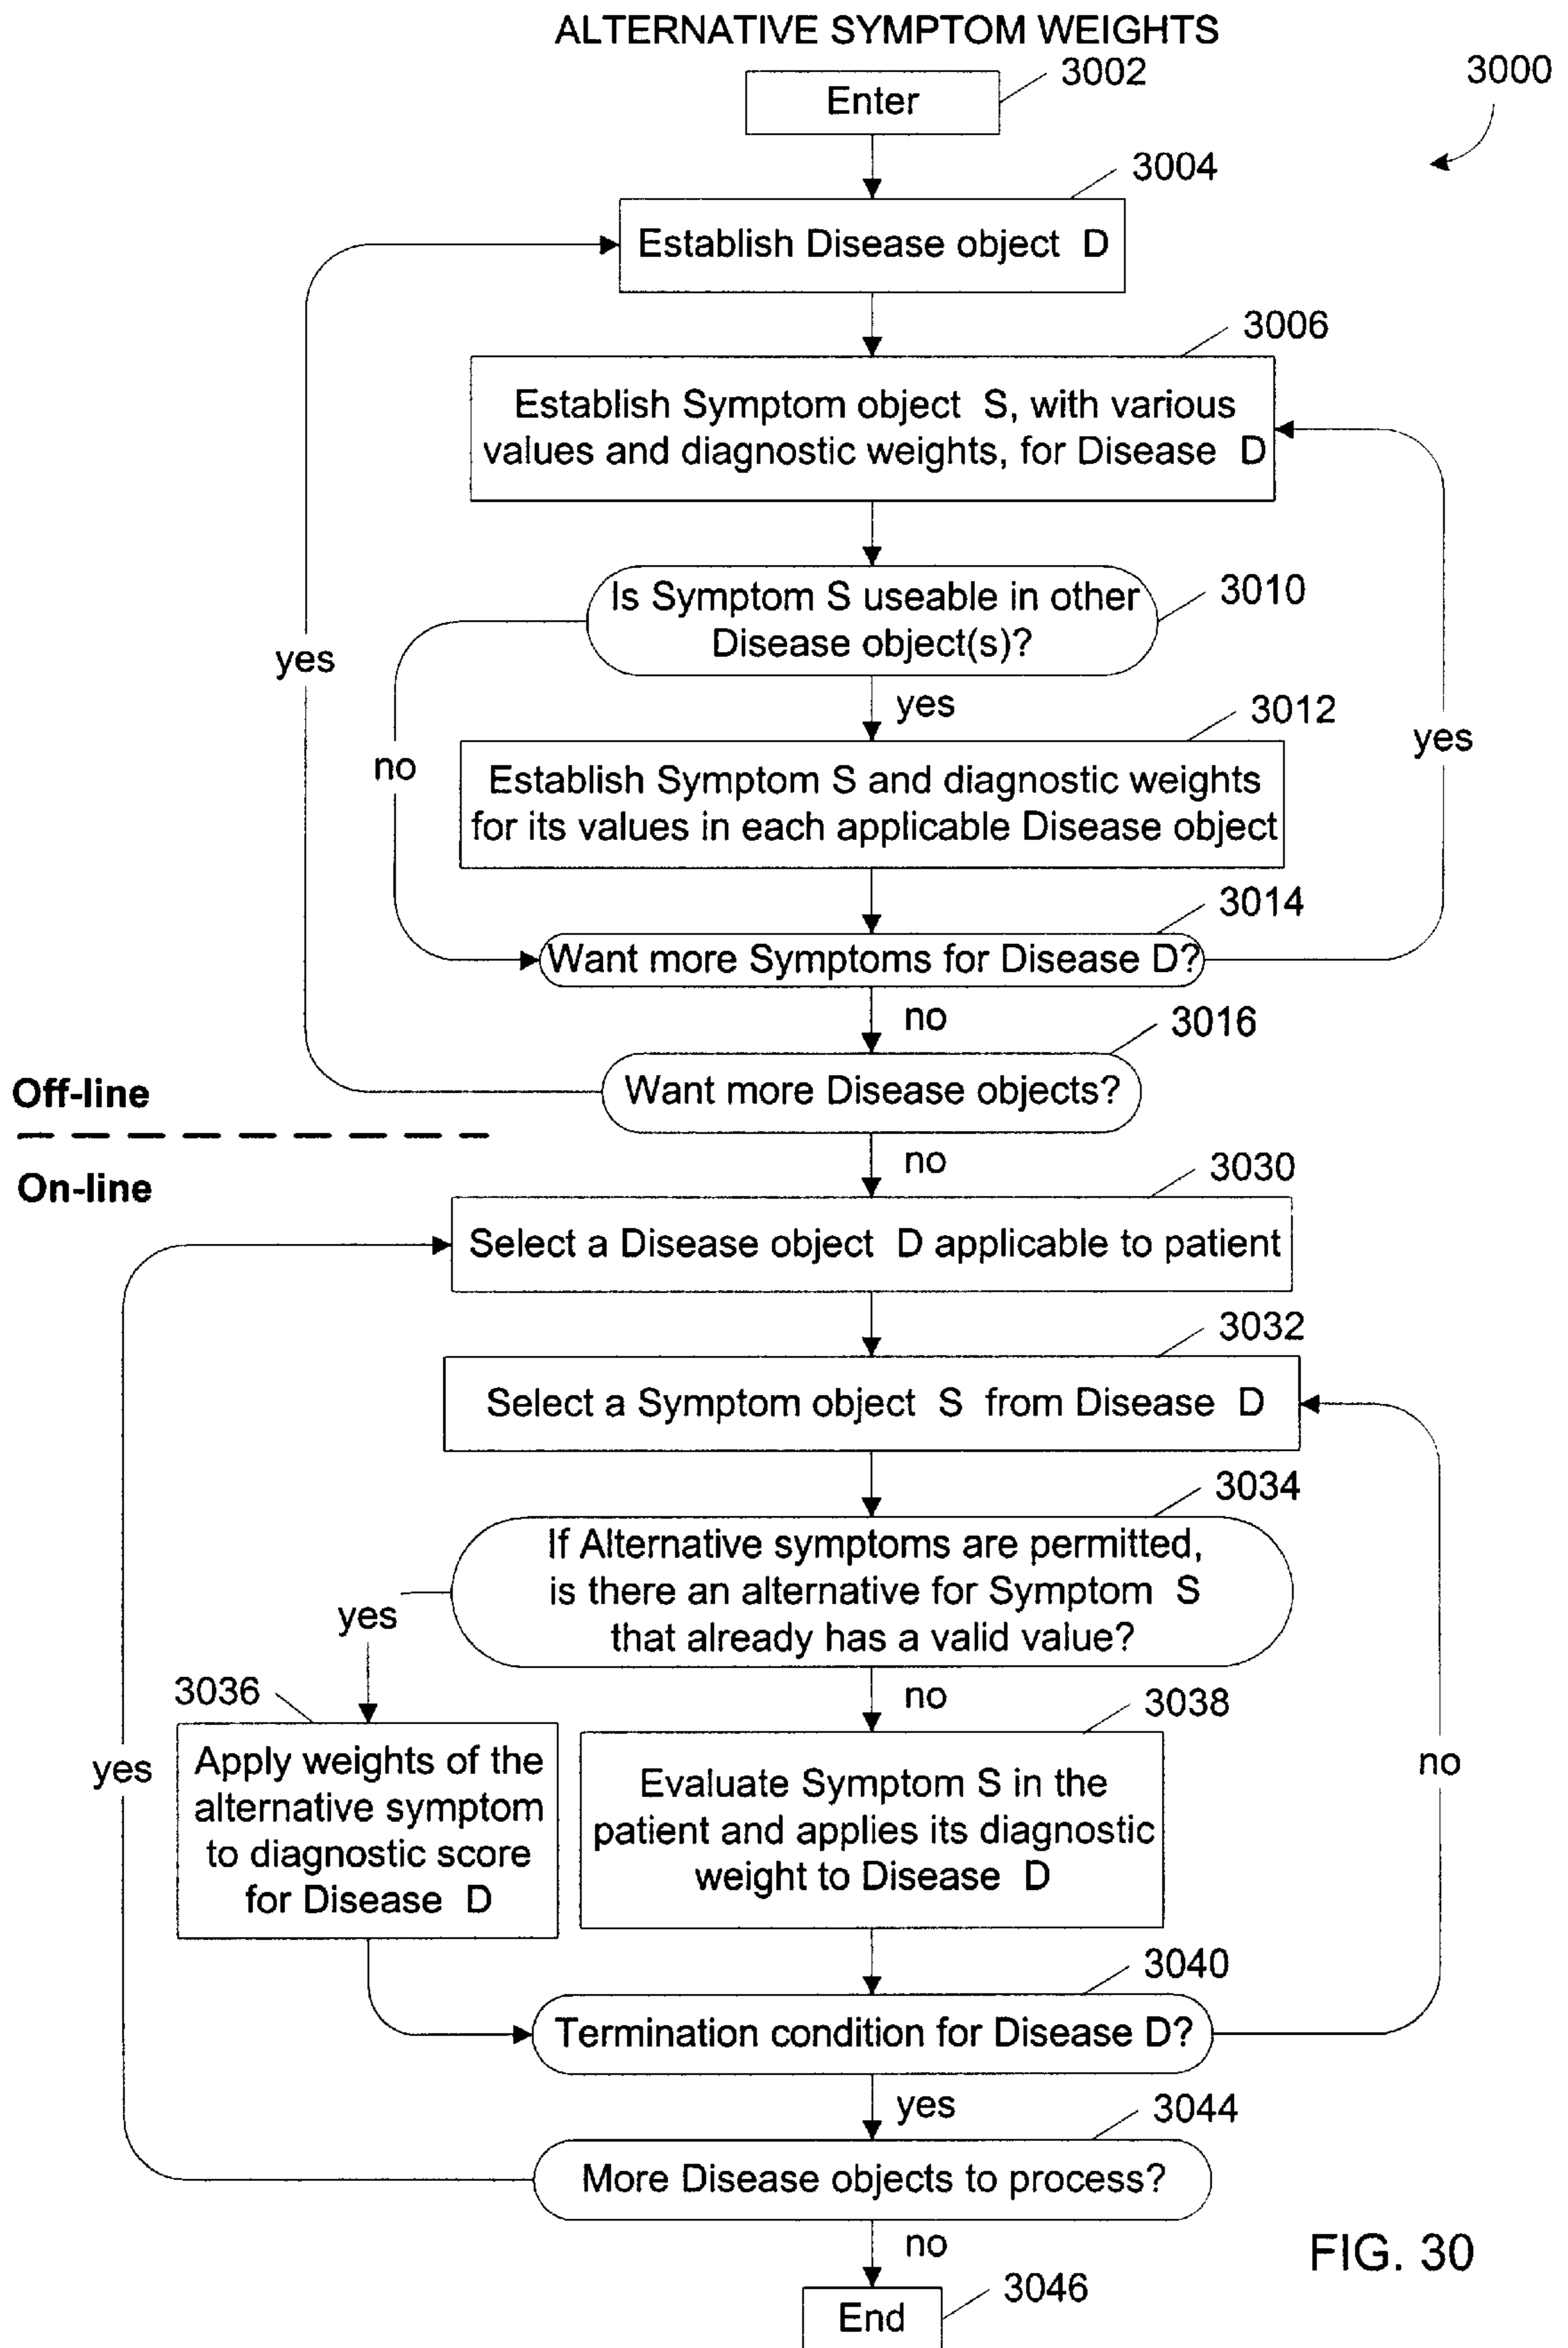 ALTERNATIVE SYMPTOM WEIGHTS
3000
Enter
3002
Establish Disease object D
3004
Establish Symptom object S, with various
values and diagnostic weights, for Disease D
3006
Is Symptom S useable in other
Disease object(s)?
3010
yes
no
yes
Establish Symptom S and diagnostic weights
for its values in each applicable Disease object
3012
yes
Want more Symptoms for Disease D?
3014
no
Want more Disease objects?
3016
Off-line
On-line
no
Select a Disease object D applicable to patient
3030
Select a Symptom object S from Disease D
3032
If Alternative symptoms are permitted,
is there an alternative for Symptom S
that already has a valid value?
3034
yes
no
Apply weights of the
alternative symptom
to diagnostic score
for Disease D
3036
Evaluate Symptom S in the
patient and applies its diagnostic
weight to Disease D
3038
yes
no
Termination condition for Disease D?
3040
yes
More Disease objects to process?
3044
no
End
3046
FIG. 30